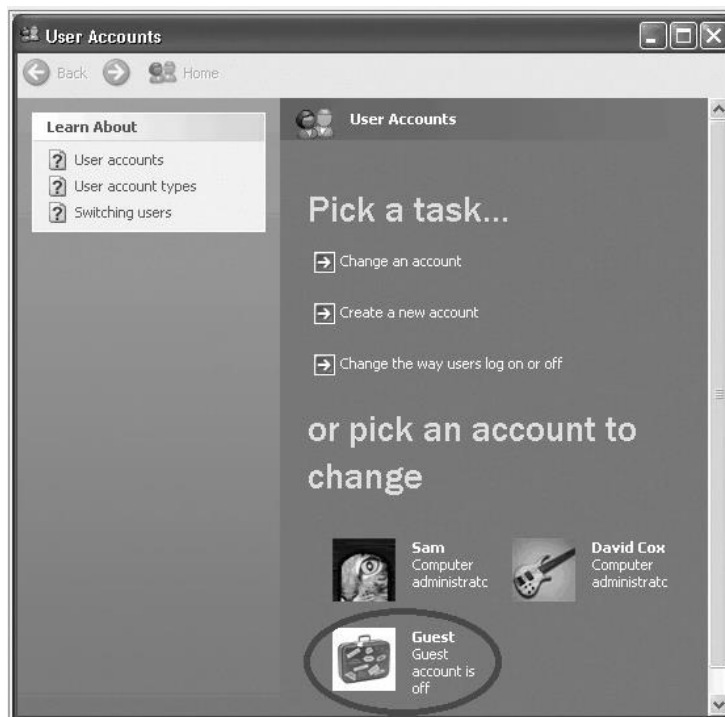 User Accounts
Back Home
Learn About
User accounts
User account types
Switching users
User Accounts
Pick a task...
Change an account
Create a new account
Change the way users log on or off
or pick an account to
change
Sam
Computer
administratc
David Cox
Computer
administratc
Guest
Guest
account is
off